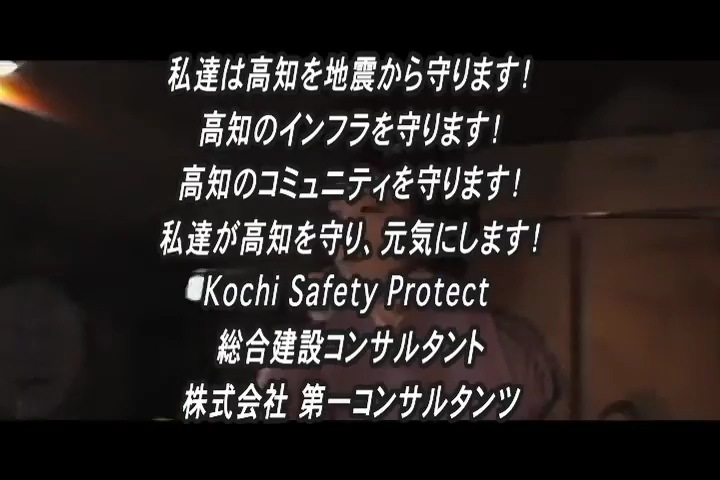 私達は高知を地震から守ります！
高知のインフラを守ります！
高知のコミュニティを守ります！
私達が高知を守り、元気にします！
Kochi Safety Protect
総合建設コンサルタント
株式会社 第一コンサルタンツ